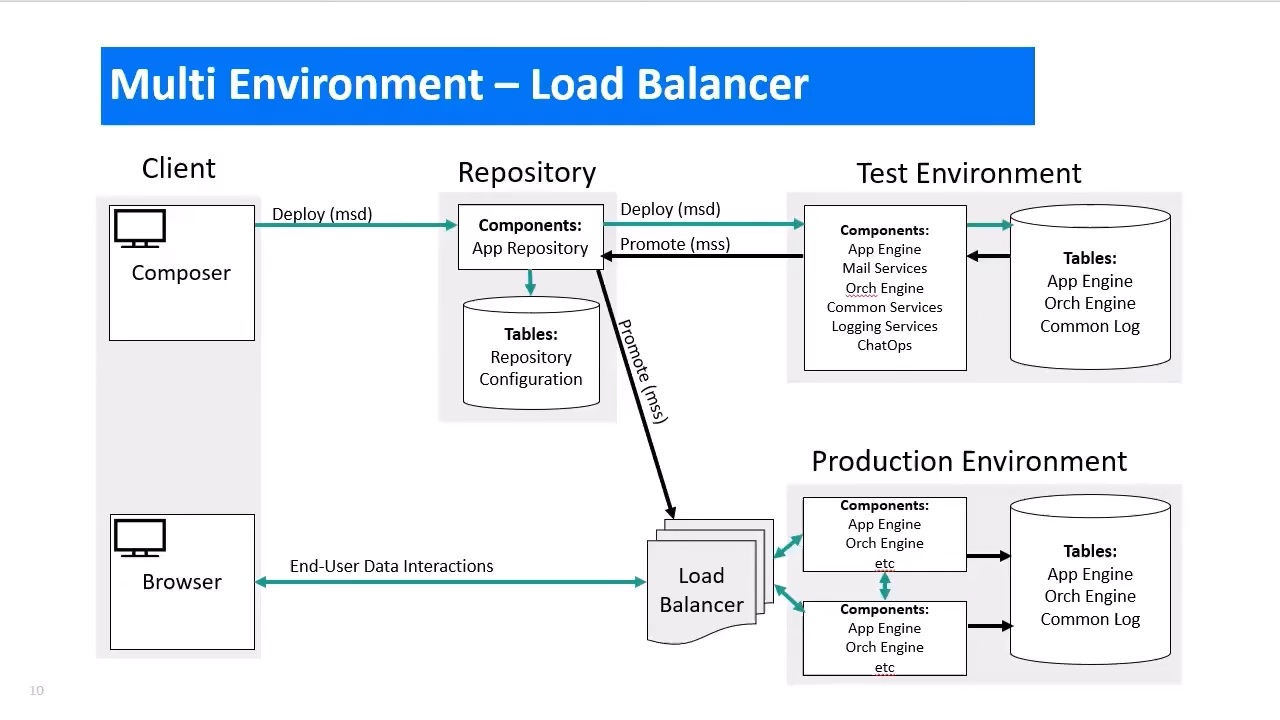 Multi Environment – Load Balancer
Client
Repository
Test Environment
Composer
Deploy (msd)
Components:
App Repository
Tables:
Repository
Configuration
Deploy (msd)
Promote (mss)
Promote (mss)
Components:
App Engine
Mail Services
Orch Engine
Common Services
Logging Services
ChatOps
Tables:
App Engine
Orch Engine
Common Log
Production Environment
Browser
End-User Data Interactions
Load
Balancer
Components:
App Engine
Orch Engine
etc
Components:
App Engine
Orch Engine
etc
Tables:
App Engine
Orch Engine
Common Log
10